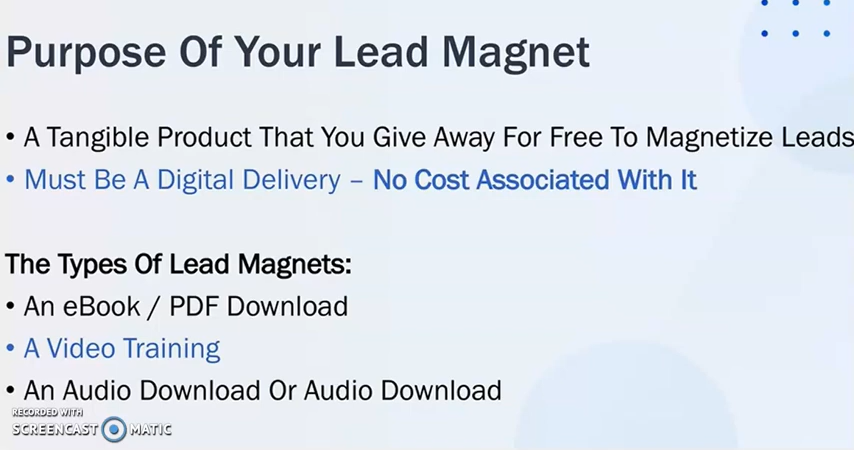 Purpose Of Your Lead Magnet
• A Tangible Product That You Give Away For Free To Magnetize Leads
• Must Be A Digital Delivery – No Cost Associated With It
The Types Of Lead Magnets:
• An eBook / PDF Download
• A Video Training
• An Audio Download Or Audio Download
RECORDED WITH
SCREENCAST MATIC